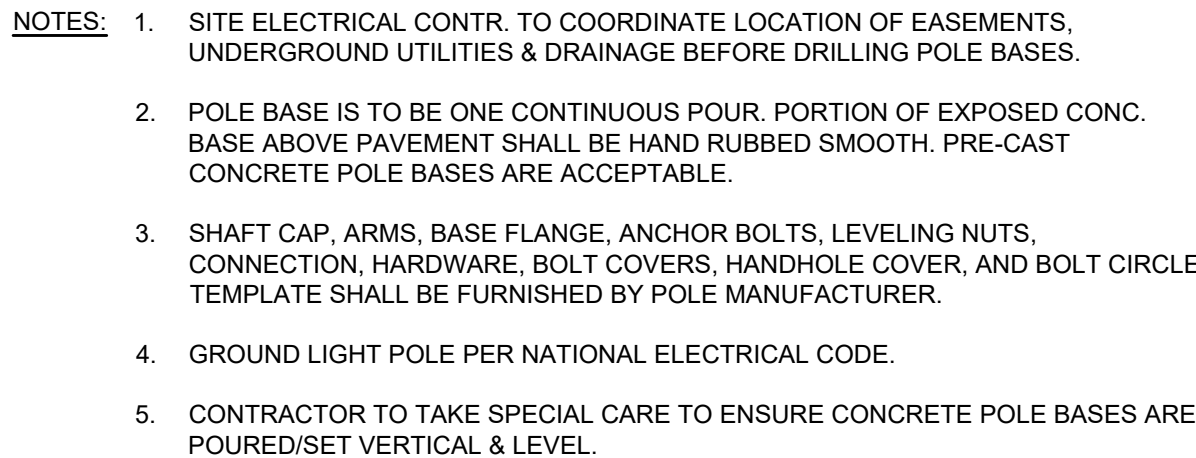 NOTES: 1. SITE ELECTRICAL CONTR. TO COORDINATE LOCATION OF EASEMENTS,
UNDERGROUND UTILITIES & DRAINAGE BEFORE DRILLING POLE BASES.
2. POLE BASE IS TO BE ONE CONTINUOUS POUR. PORTION OF EXPOSED CONC.
BASE ABOVE PAVEMENT SHALL BE HAND RUBBED SMOOTH. PRE-CAST
CONCRETE POLE BASES ARE ACCEPTABLE.
3. SHAFT CAP, ARMS, BASE FLANGE, ANCHOR BOLTS, LEVELING NUTS,
CONNECTION, HARDWARE, BOLT COVERS, HANDHOLE COVER, AND BOLT CIRCLE
TEMPLATE SHALL BE FURNISHED BY POLE MANUFACTURER.
4. GROUND LIGHT POLE PER NATIONAL ELECTRICAL CODE.
5. CONTRACTOR TO TAKE SPECIAL CARE TO ENSURE CONCRETE POLE BASES ARE
POURED/SET VERTICAL & LEVEL.